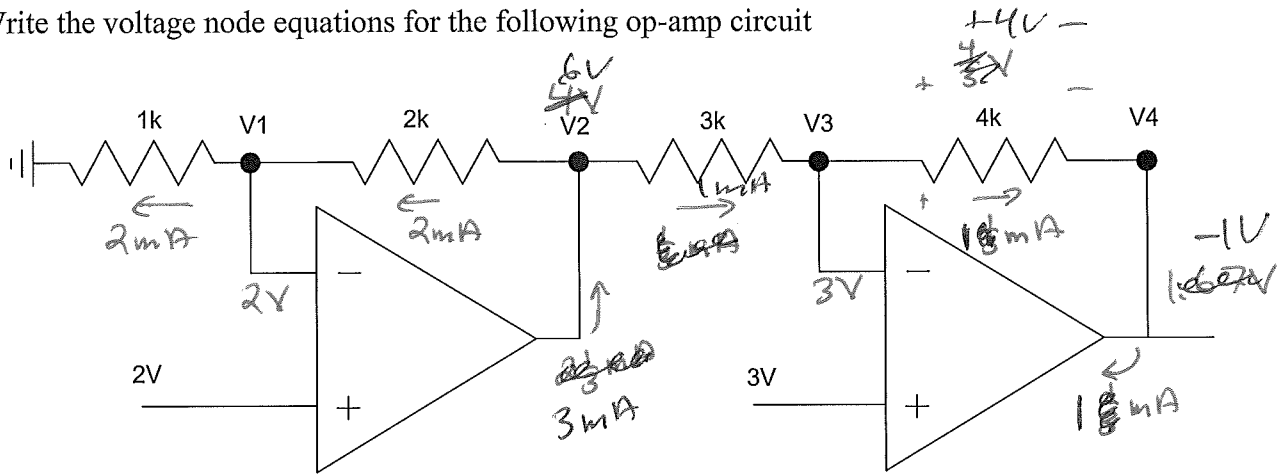 Write the voltage node equations for the following op-amp circuit
+4V −
+ −
6V
1k V1 2k V2 3k V3 4k V4
1mA
2mA 2mA 1 mA
+
−1V
− −
2V 3V
2V 3V
3mA 1 mA
+ +